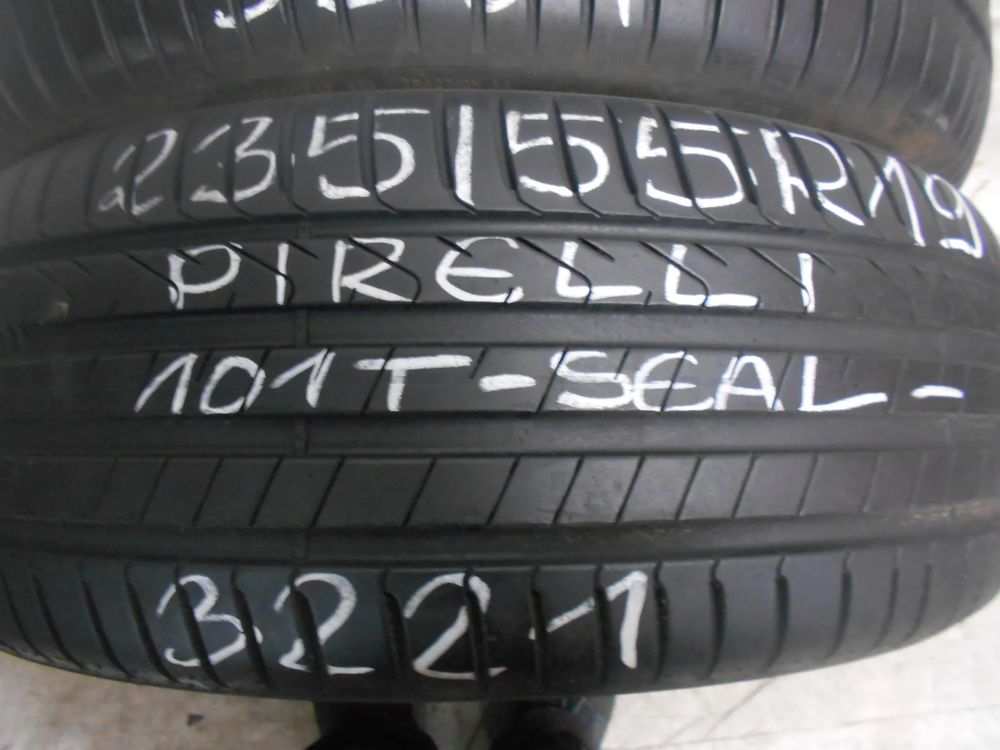 235/55R19
PIRELLI
101T-SEAL-
3221